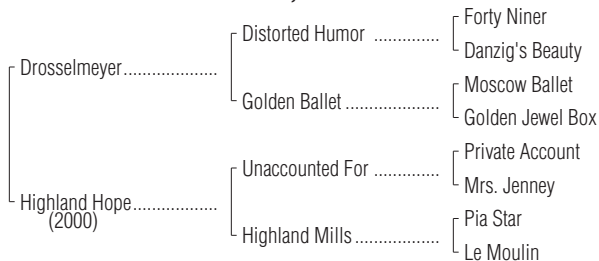 Forty Niner
Distorted Humor ..............
Danzig's Beauty
Drosselmeyer....................
Moscow Ballet
Golden Ballet ....................
Golden Jewel Box
Private Account
Unaccounted For ..............
Mrs. Jenney
Highland Hope..................
(2000)
Pia Star
Highland Mills..................
Le Moulin